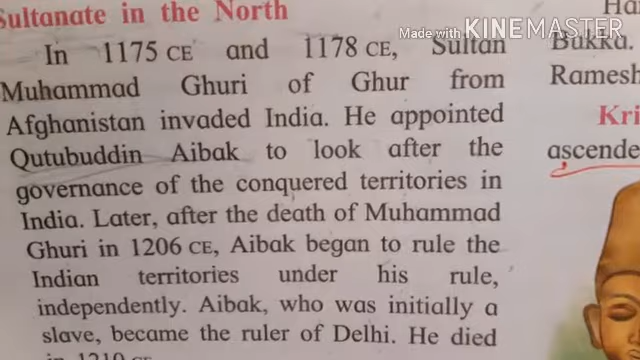 Sultanate in the North
In 1175 CE and 1178 CE, Sultan
Muhammad Ghuri of Ghur from
Afghanistan invaded India. He appointed
Qutubuddin Aibak to look after the
governance of the conquered territories in
India. Later, after the death of Muhammad
Ghuri in 1206 CE, Aibak began to rule the
Indian territories under his rule,
independently. Aibak, who was initially a
slave, became the ruler of Delhi. He died
in 1210 CE
Made with KINEMASTER
Bukka.
Ramesh
Kri
ascende